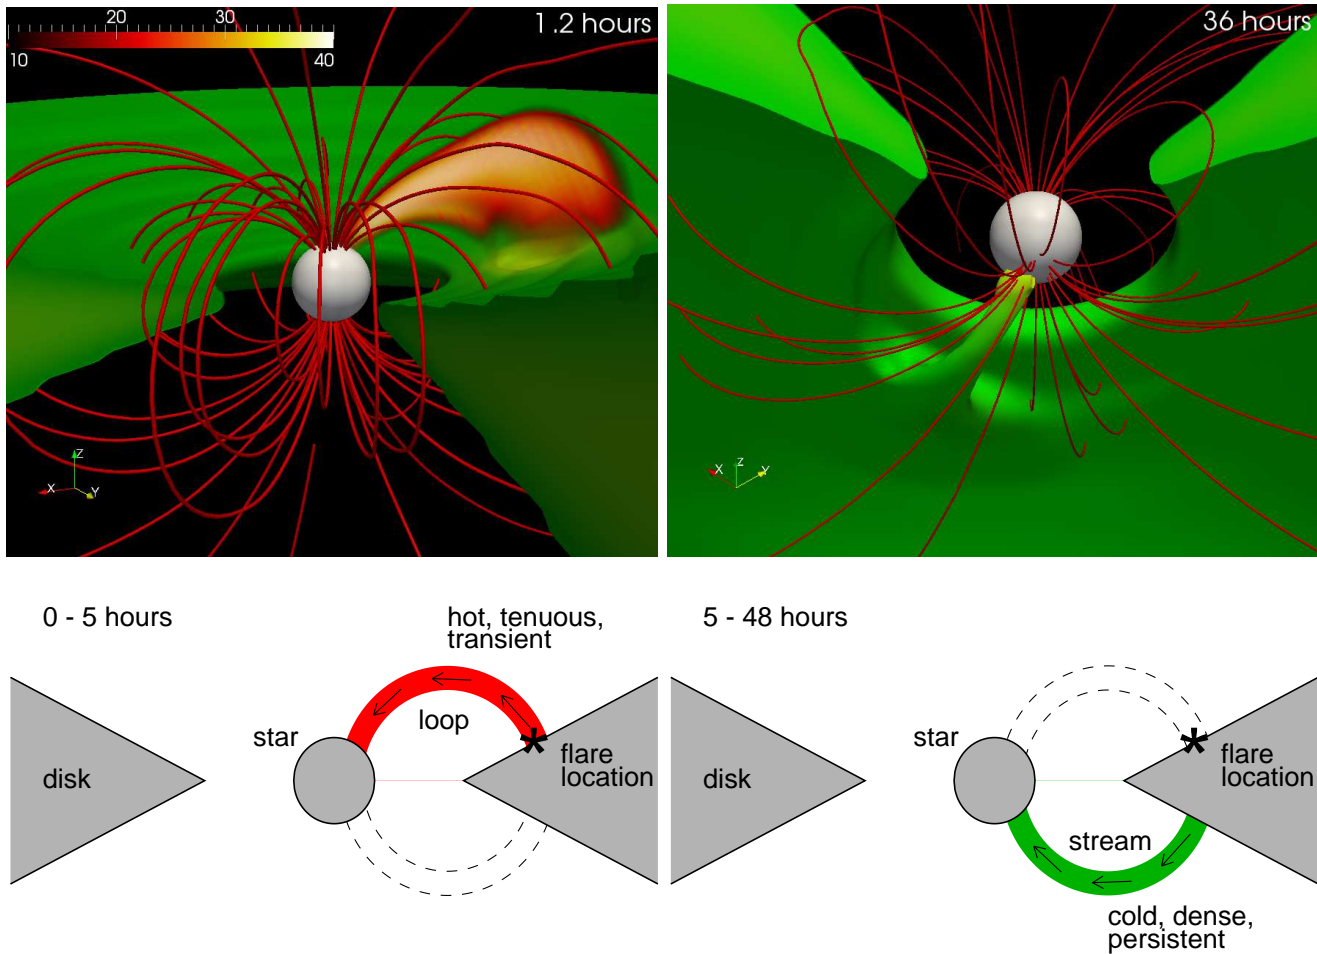 20
30
1.2 hours
10
40
Z
X
Y
36 hours
X
Z
Y
0 - 5 hours
hot, tenuous,
transient
loop
star
disk
flare
location
5 - 48 hours
star
disk
flare
location
stream
cold, dense,
persistent